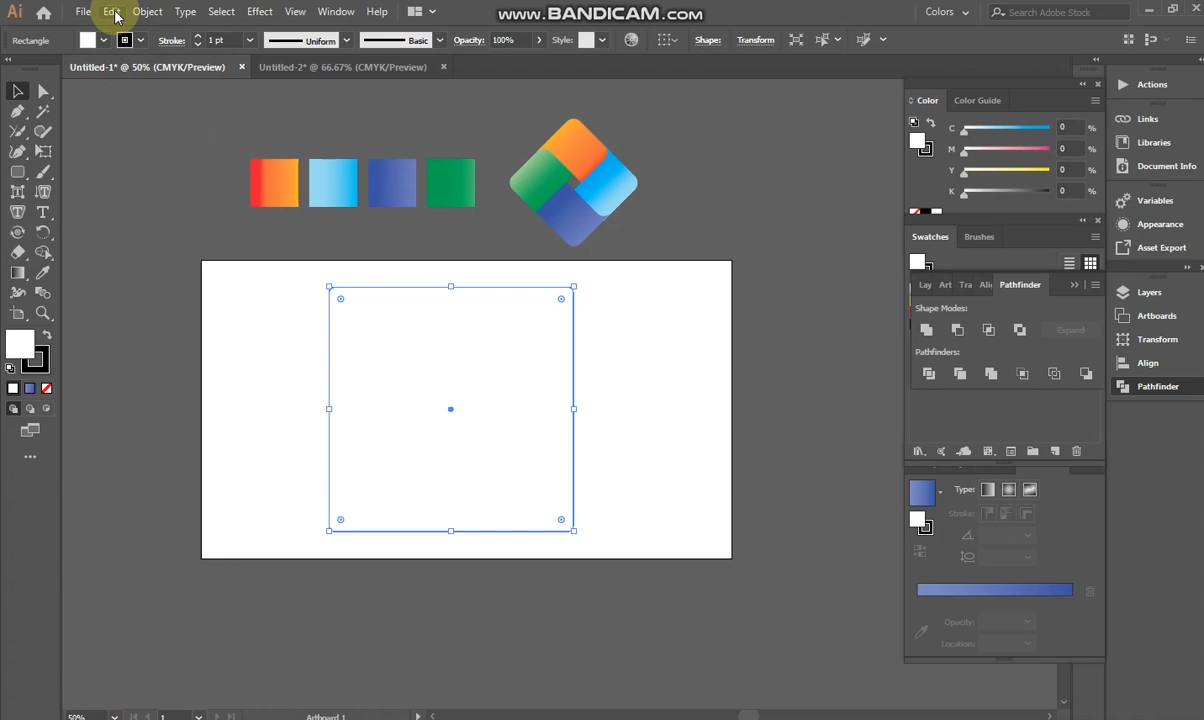 Ai File Edit Object Type Select Effect View Window Help
www.BANDICAM.com
Colors
Search Adobe Stock
Rectangle Stroke: 1 pt Uniform Basic Opacity: 100% Style: Shape: Transform
Untitled-1* @ 50% (CMYK/Preview) × Untitled-2* @ 66.67% (CMYK/Preview) ×
Color Color Guide
C 0 %
M 0 %
Y 0 %
K 0 %
Swatches Brushes
Lay Art Tra Alig Pathfinder
Shape Modes:
Expand
Pathfinders:
Type:
Stroke:
Opacity:
Location:
Actions
Links
Libraries
Document Info
Variables
Appearance
Asset Export
Layers
Artboards
Transform
Align
Pathfinder
50% 1 Artboard 1